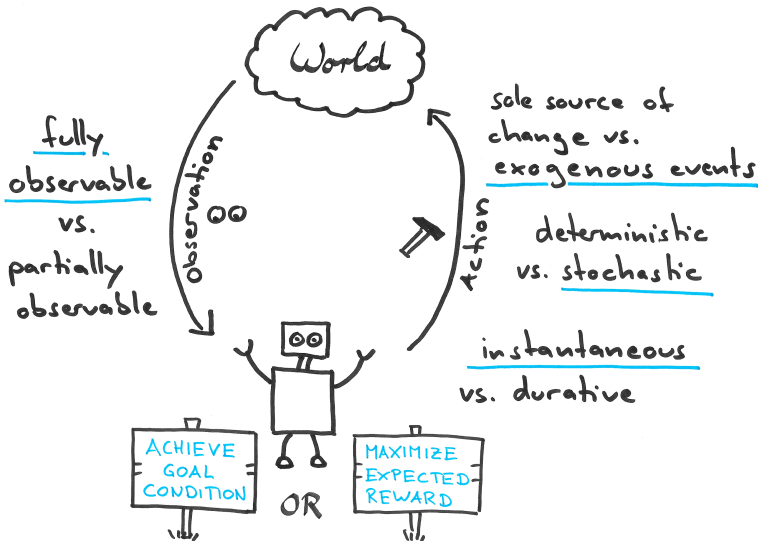 World
fully
observable
vs.
partially
observable
Observation
Action
sole source of
change vs.
exogenous events
deterministic
vs. stochastic
instantaneous
vs. durative
ACHIEVE
GOAL
CONDITION
OR
MAXIMIZE
EXPECTED
REWARD